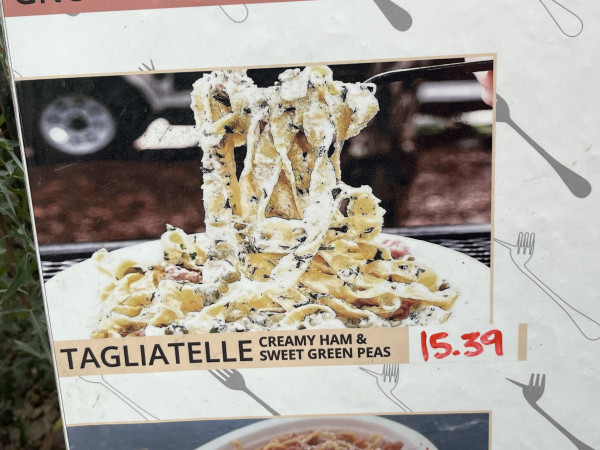 TAGLIATELLE
CREAMY HAM &
SWEET GREEN PEAS
15.39